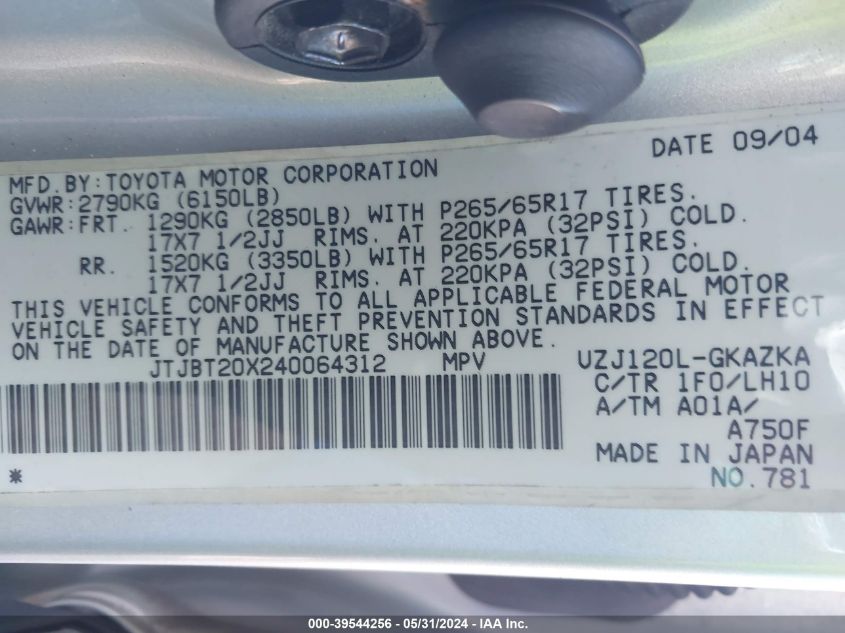 DATE 09/04
MFD. BY: TOYOTA MOTOR CORPORATION
GVWR: 2790KG (6150LB)
GAWR: FRT. 1290KG (2850LB) WITH P265/65R17 TIRES.
17X7 1/2JJ RIMS. AT 220KPA (32PSI) COLD.
RR. 1520KG (3350LB) WITH P265/65R17 TIRES.
17X7 1/2JJ RIMS. AT 220KPA (32PSI) COLD.
THIS VEHICLE CONFORMS TO ALL APPLICABLE FEDERAL MOTOR
VEHICLE SAFETY AND THEFT PREVENTION STANDARDS IN EFFECT
ON THE DATE OF MANUFACTURE SHOWN ABOVE.
JTJBT20X240064312 MPV UZJ120L-GKAZKA
C/TR 1F0/LH10
A/TM A01A/
A750F
MADE IN JAPAN
* NO.781
000-39544256 - 05/31/2024 - IAA Inc.